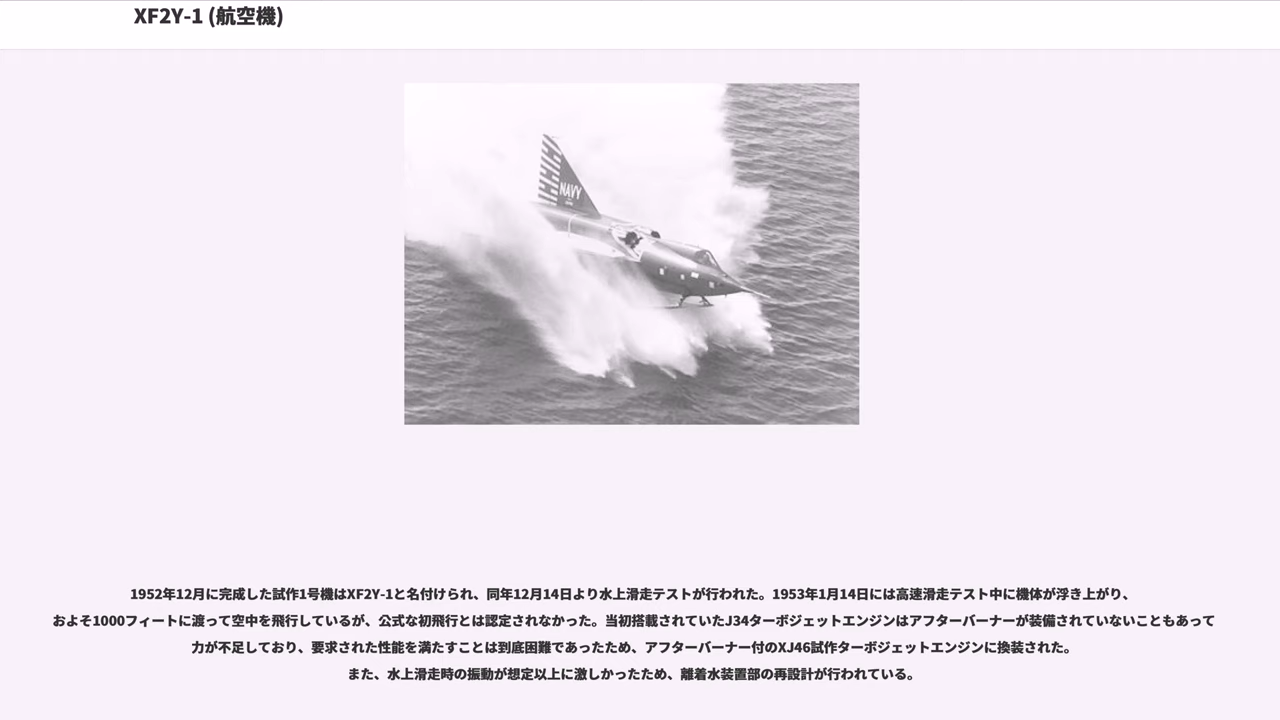 XF2Y-1 (航空機)
NAVY
1952年12月に完成した試作1号機はXF2Y-1と名付けられ、同年12月14日より水上滑走テストが行われた。1953年1月14日には高速滑走テスト中に機体が浮き上がり、
およそ1000フィートに渡って空中を飛行しているが、公式な初飛行とは認定されなかった。当初搭載されていたJ34ターボジェットエンジンはアフターバーナーが装備されていないこともあって
力が不足しており、要求された性能を満たすことは到底困難であったため、アフターバーナー付のXJ46試作ターボジェットエンジンに換装された。
また、水上滑走時の振動が想定以上に激しかったため、離着水装置部の再設計が行われている。